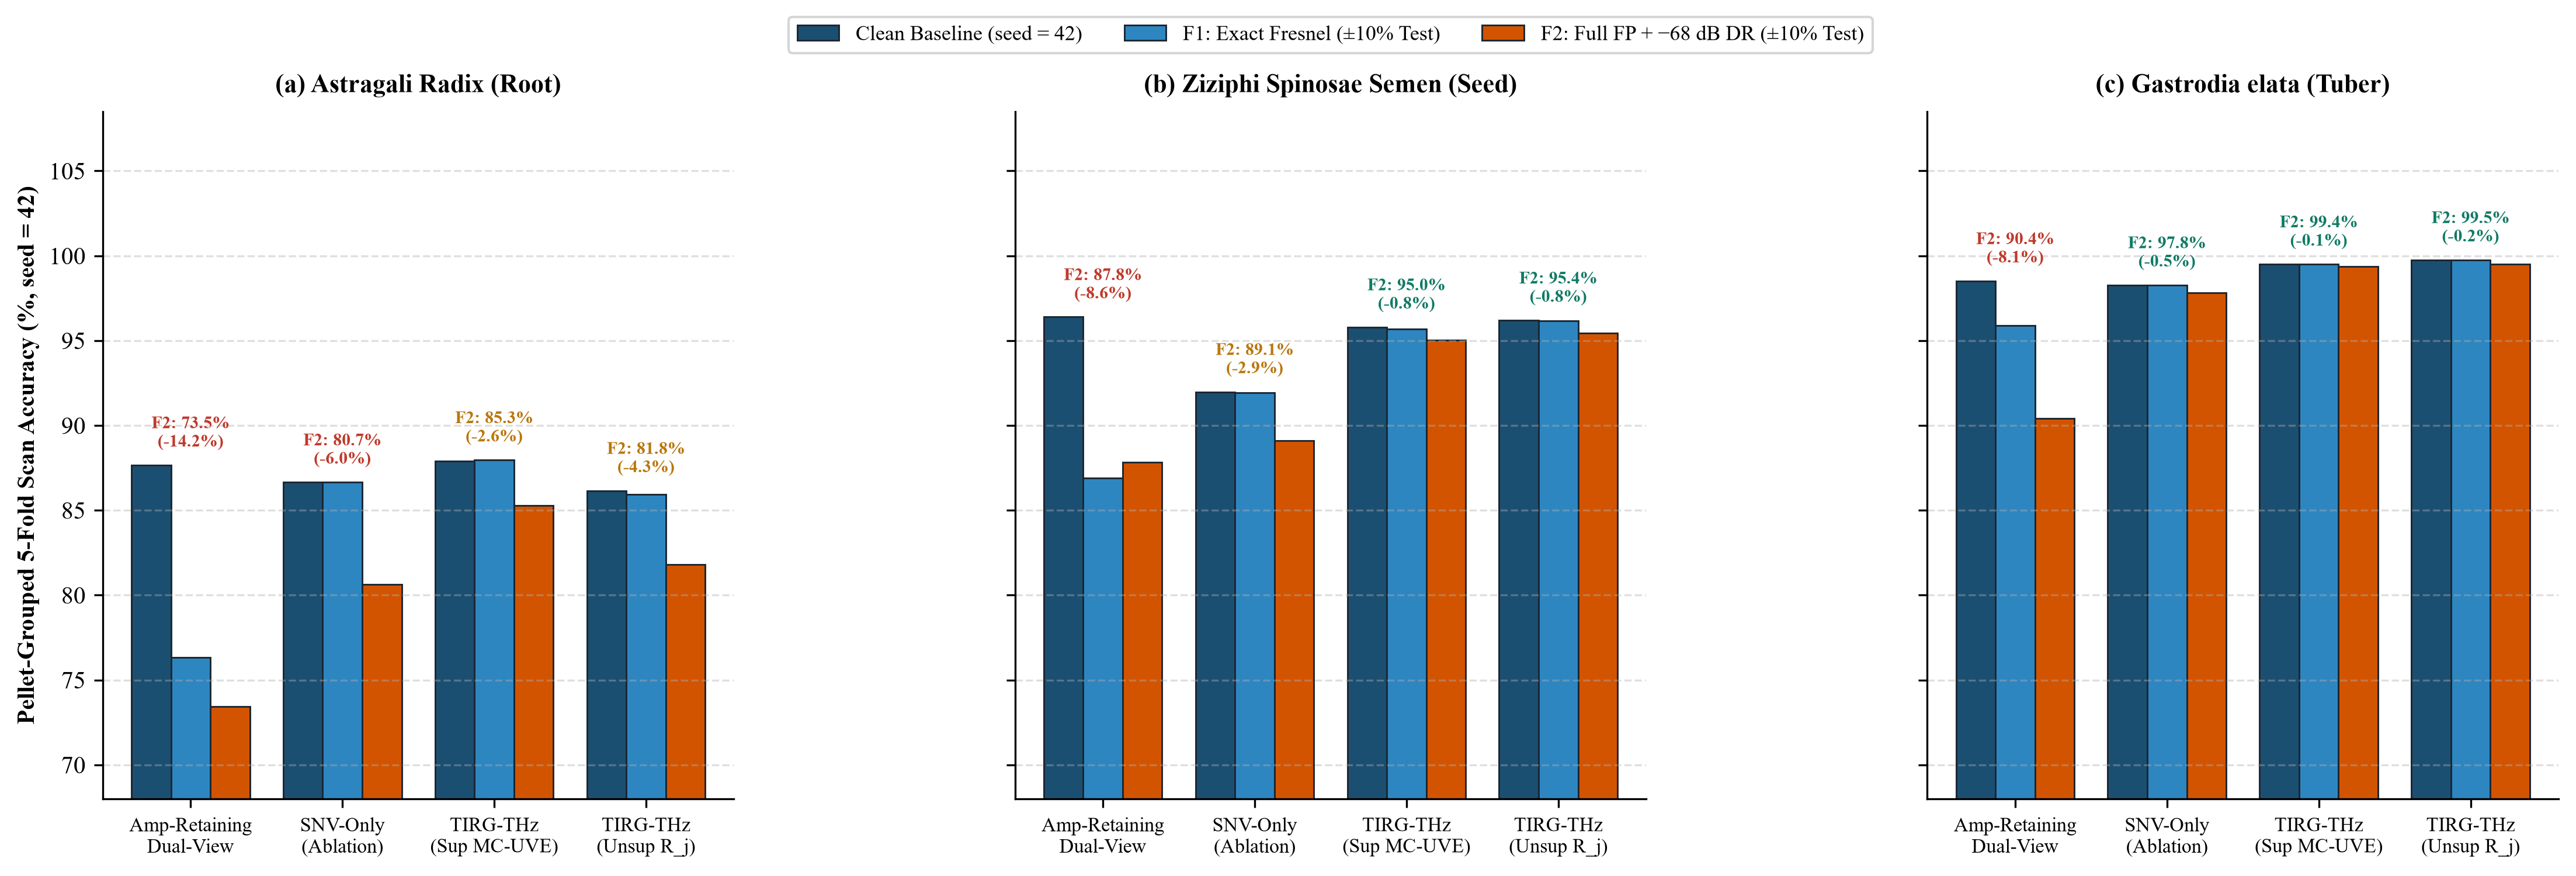 Clean Baseline (seed = 42)
F1: Exact Fresnel (±10% Test)
F2: Full FP + −68 dB DR (±10% Test)
(a) Astragali Radix (Root)
Pellet-Grouped 5-Fold Scan Accuracy (%, seed = 42)
105
100
95
90
85
80
75
70
F2: 73.5%
(-14.2%)
F2: 80.7%
(-6.0%)
F2: 85.3%
(-2.6%)
F2: 81.8%
(-4.3%)
Amp-Retaining
Dual-View
SNV-Only
(Ablation)
TIRG-THz
(Sup MC-UVE)
TIRG-THz
(Unsup R_j)
(b) Ziziphi Spinosae Semen (Seed)
F2: 87.8%
(-8.6%)
F2: 89.1%
(-2.9%)
F2: 95.0%
(-0.8%)
F2: 95.4%
(-0.8%)
Amp-Retaining
Dual-View
SNV-Only
(Ablation)
TIRG-THz
(Sup MC-UVE)
TIRG-THz
(Unsup R_j)
(c) Gastrodia elata (Tuber)
F2: 90.4%
(-8.1%)
F2: 97.8%
(-0.5%)
F2: 99.4%
(-0.1%)
F2: 99.5%
(-0.2%)
Amp-Retaining
Dual-View
SNV-Only
(Ablation)
TIRG-THz
(Sup MC-UVE)
TIRG-THz
(Unsup R_j)